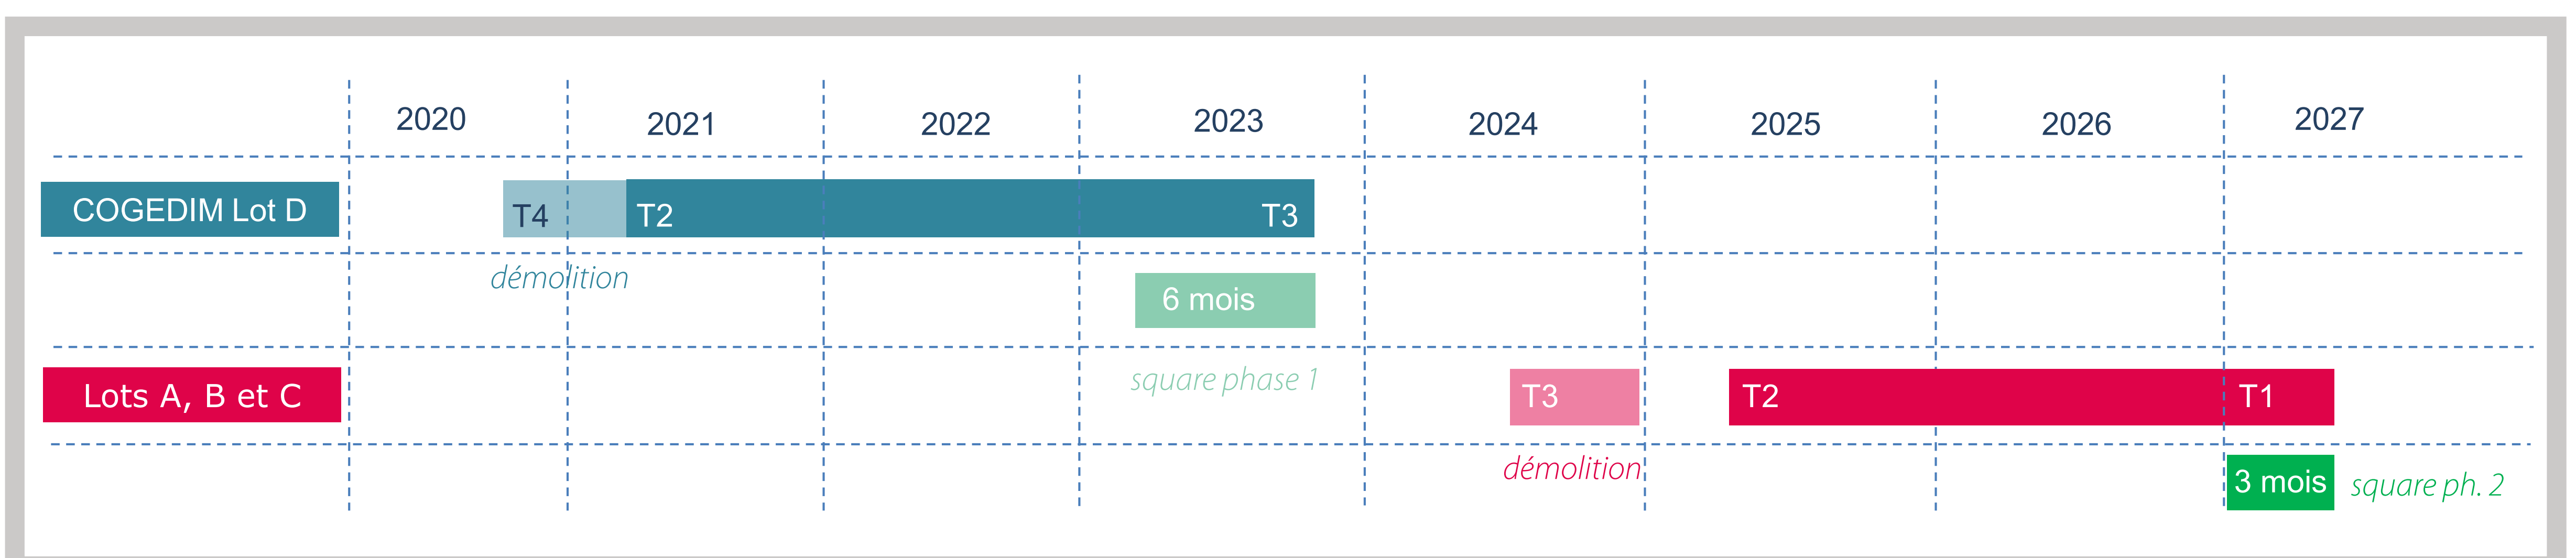 2020 2021 2022 2023 2024 2025 2026 2027
COGEDIM Lot D T4 T2 T3
démolition
6 mois
square phase 1
Lots A, B et C T3 T2 T1
démolition
3 mois square ph. 2